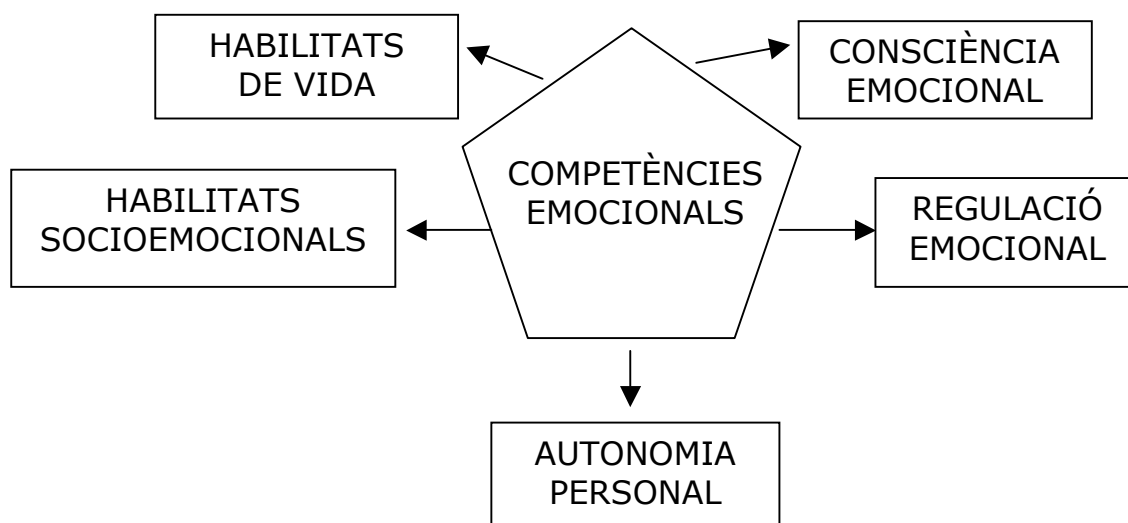 HABILITATS
DE VIDA
CONSCIÈNCIA
EMOCIONAL
COMPETÈNCIES
EMOCIONALS
HABILITATS
SOCIOEMOCIONALS
REGULACIÓ
EMOCIONAL
AUTONOMIA
PERSONAL